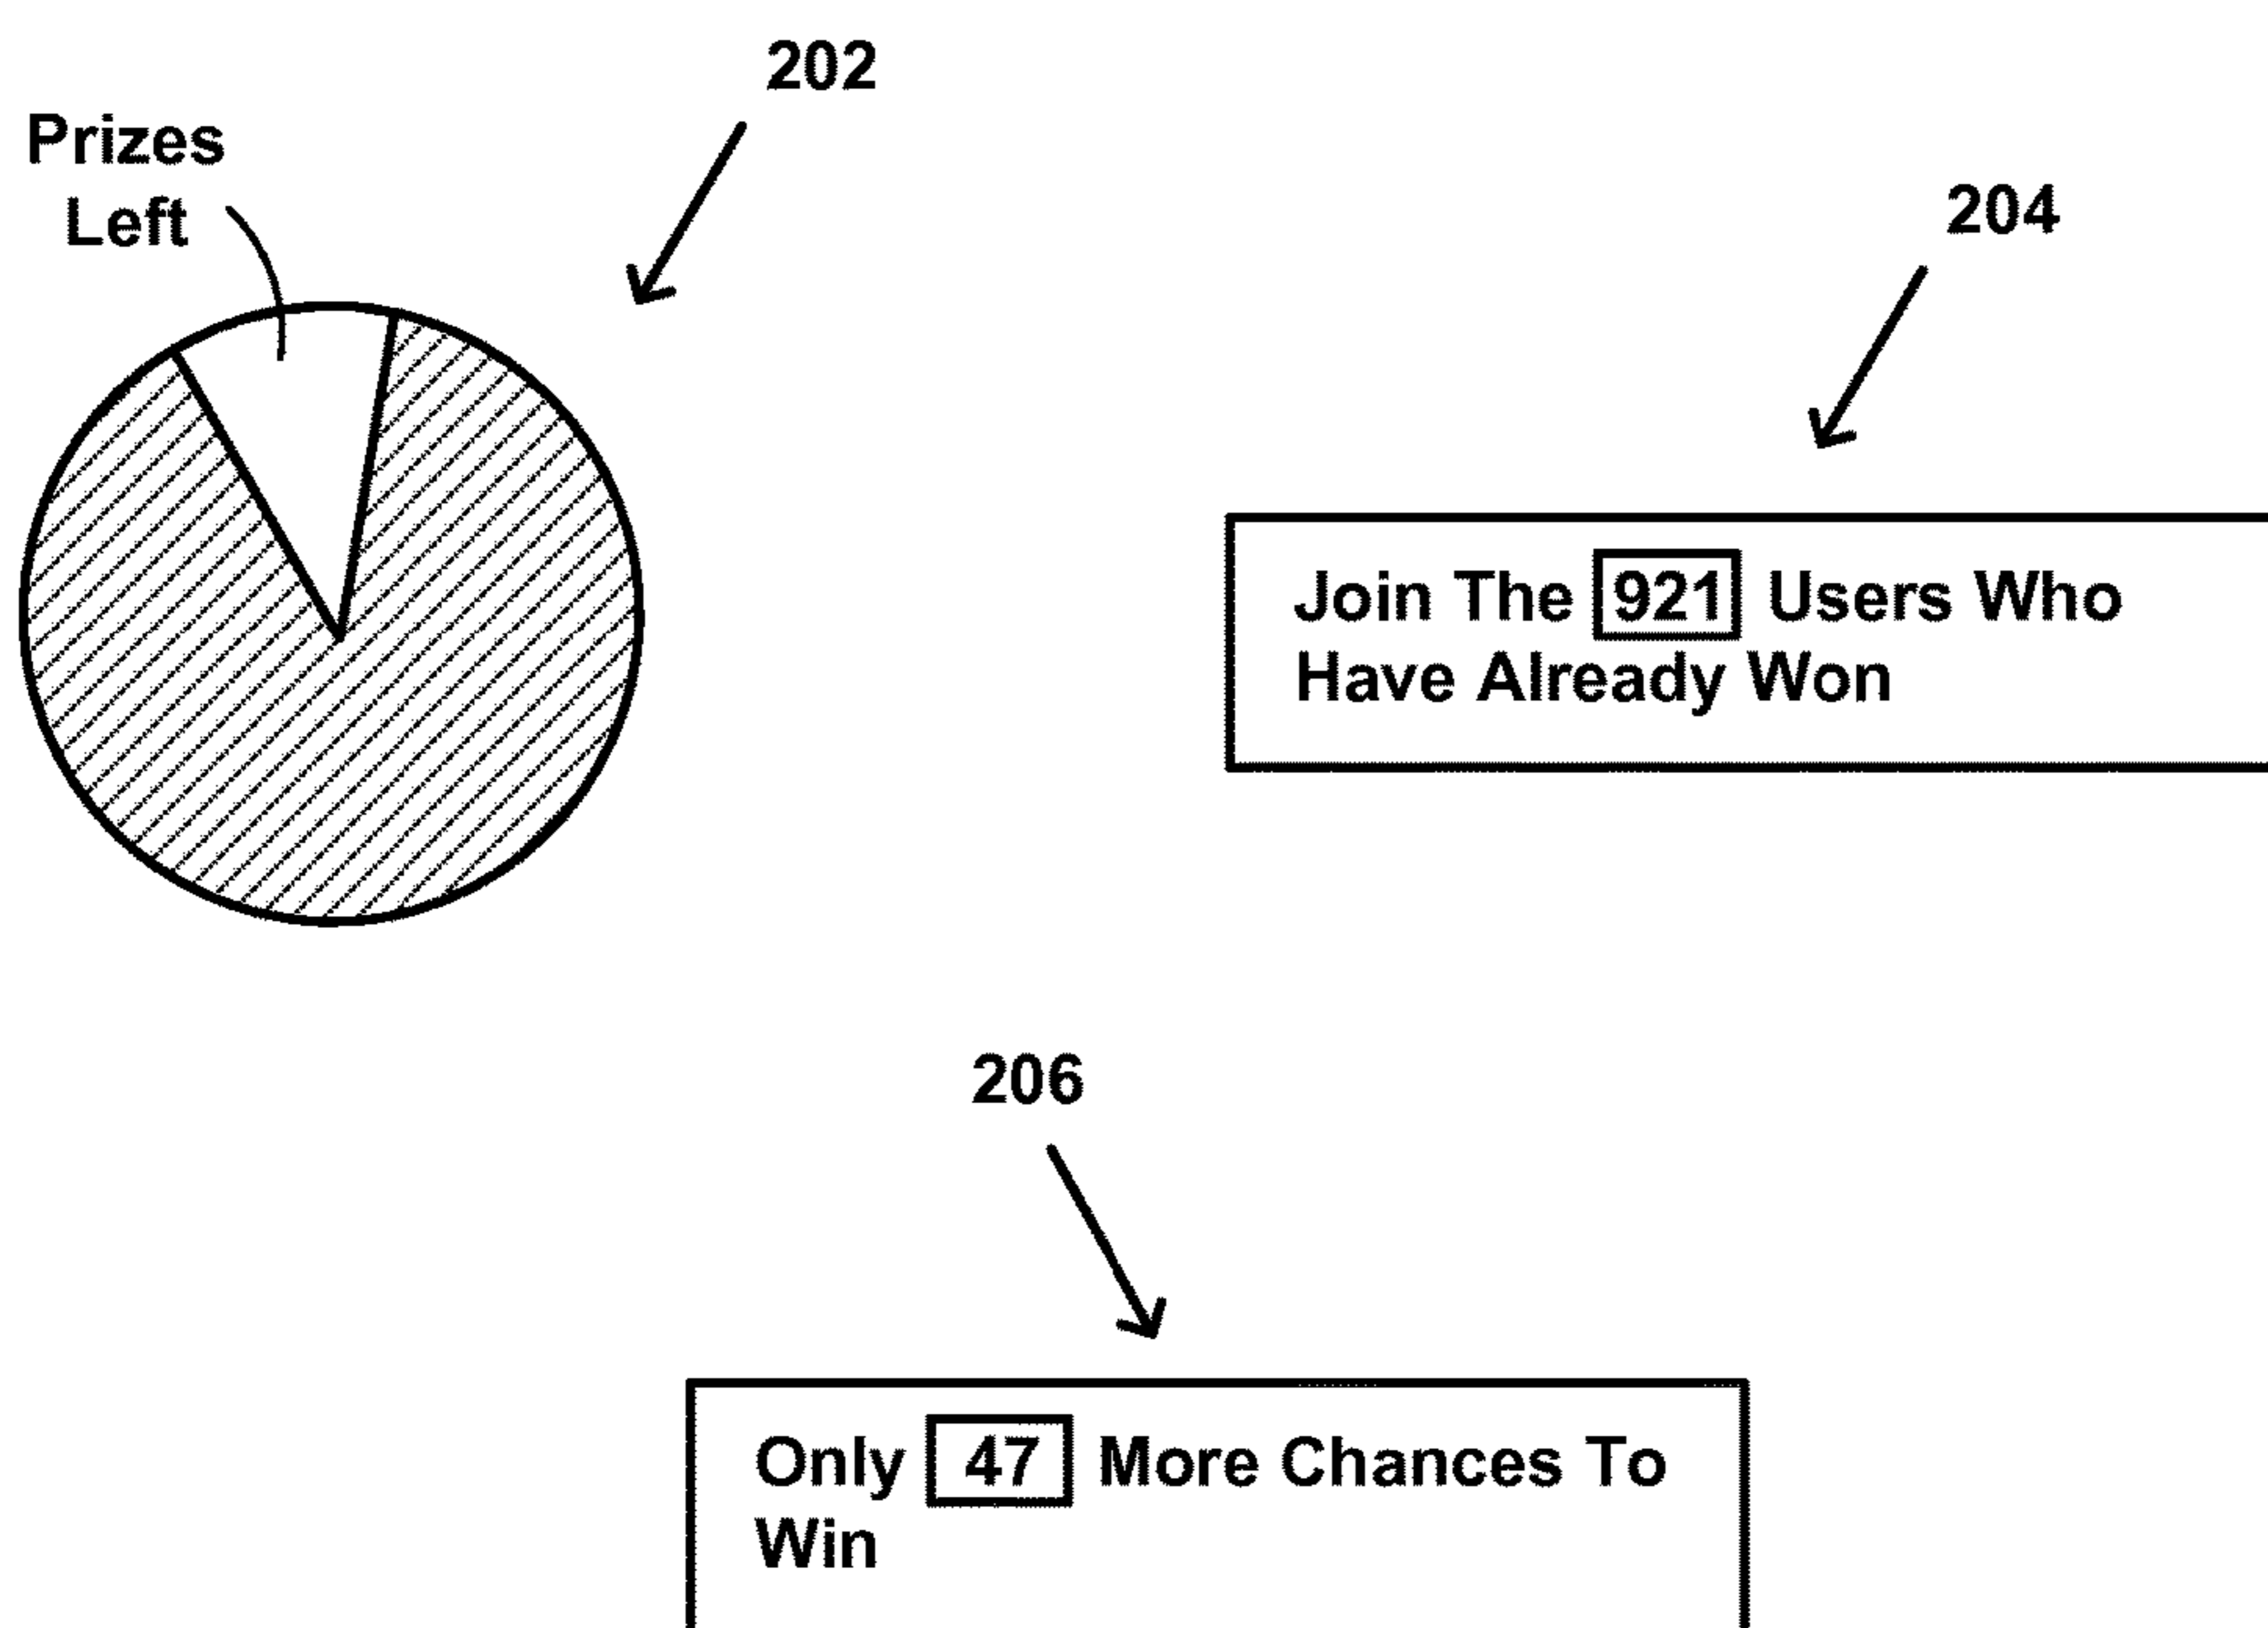 202
Prizes
Left
204
Join The 921 Users Who
Have Already Won
206
Only 47 More Chances To
Win